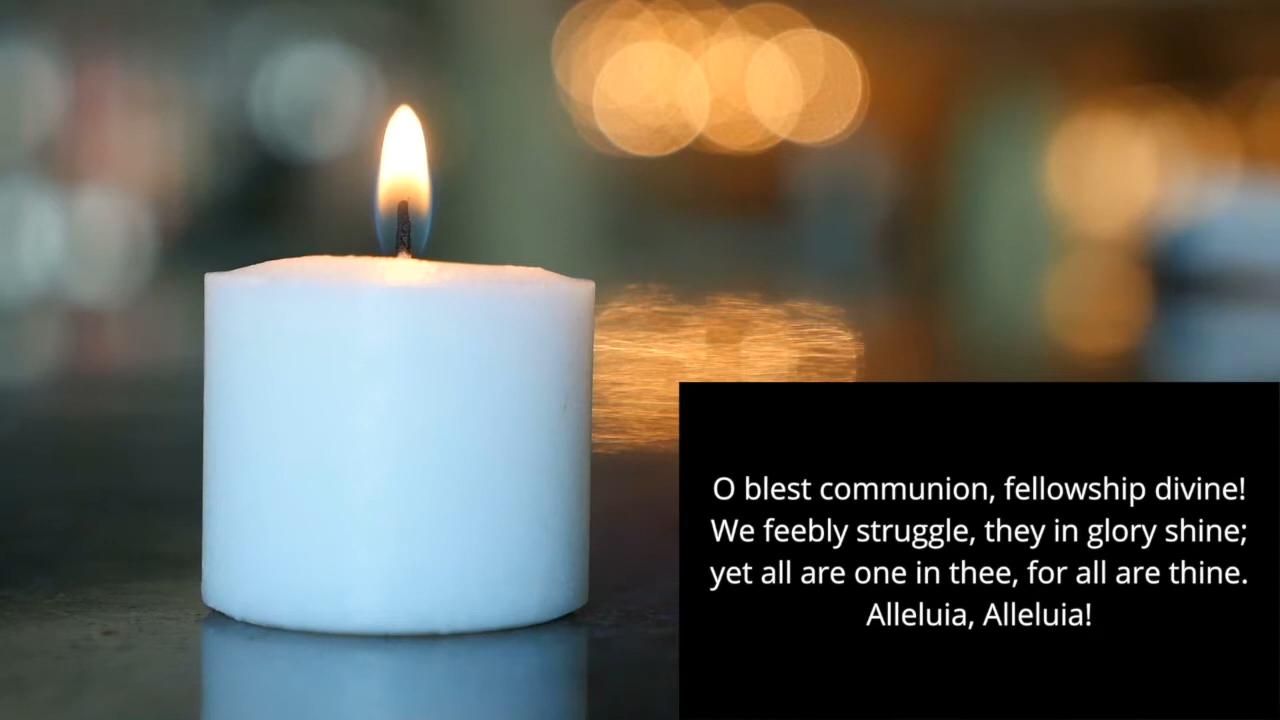 O blest communion, fellowship divine!
We feebly struggle, they in glory shine;
yet all are one in thee, for all are thine.
Alleluia, Alleluia!